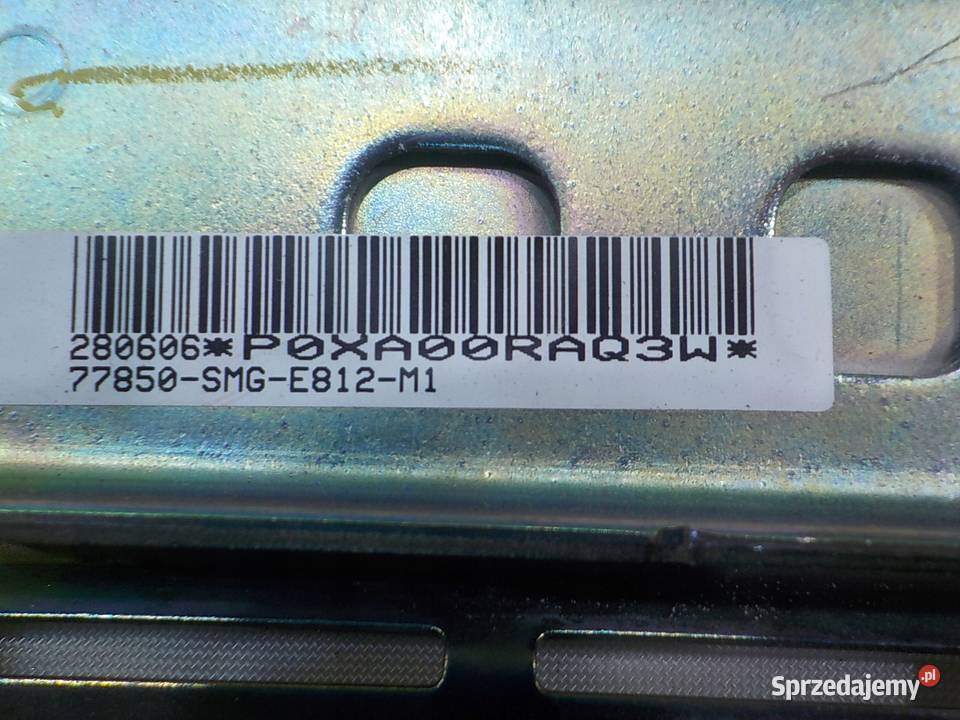 280606*P0XA00RAQ3W*
77850-SMG-E812-M1
Sprzedajemy.pl